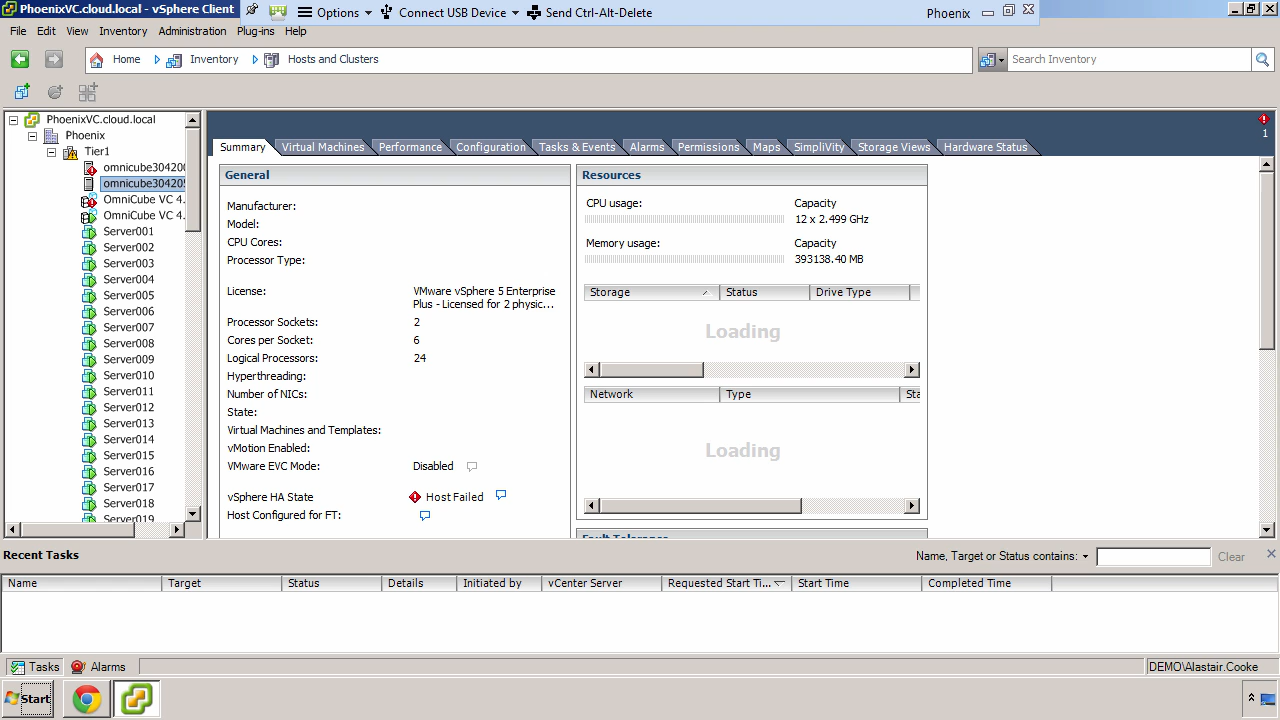 PhoenixVC.cloud.local - vSphere Client
Options
Connect USB Device
Send Ctrl-Alt-Delete
Phoenix
File Edit View Inventory Administration Plug-ins Help
Home Inventory Hosts and Clusters
Search Inventory
PhoenixVC.cloud.local
Phoenix
Tier1
omnicube304200
omnicube304205
OmniCube VC 4.
OmniCube VC 4.
Server001
Server002
Server003
Server004
Server005
Server006
Server007
Server008
Server009
Server010
Server011
Server012
Server013
Server014
Server015
Server016
Server017
Server018
Server019
1
Summary Virtual Machines Performance Configuration Tasks & Events Alarms Permissions Maps SimpliVity Storage Views Hardware Status
General
Manufacturer:
Model:
CPU Cores:
Processor Type:
License: VMware vSphere 5 Enterprise
Plus - Licensed for 2 physic...
Processor Sockets: 2
Cores per Socket: 6
Logical Processors: 24
Hyperthreading:
Number of NICs:
State:
Virtual Machines and Templates:
vMotion Enabled:
VMware EVC Mode: Disabled
vSphere HA State Host Failed
Host Configured for FT:
Resources
CPU usage: Capacity
12 x 2.499 GHz
Memory usage: Capacity
393138.40 MB
Storage Status Drive Type
Loading
Network Type Sta
Loading
Fault Tolerance
Recent Tasks
Name, Target or Status contains: Clear
Name Target Status Details Initiated by vCenter Server Requested Start Ti... Start Time Completed Time
Tasks Alarms
DEMO\Alastair.Cooke
Start